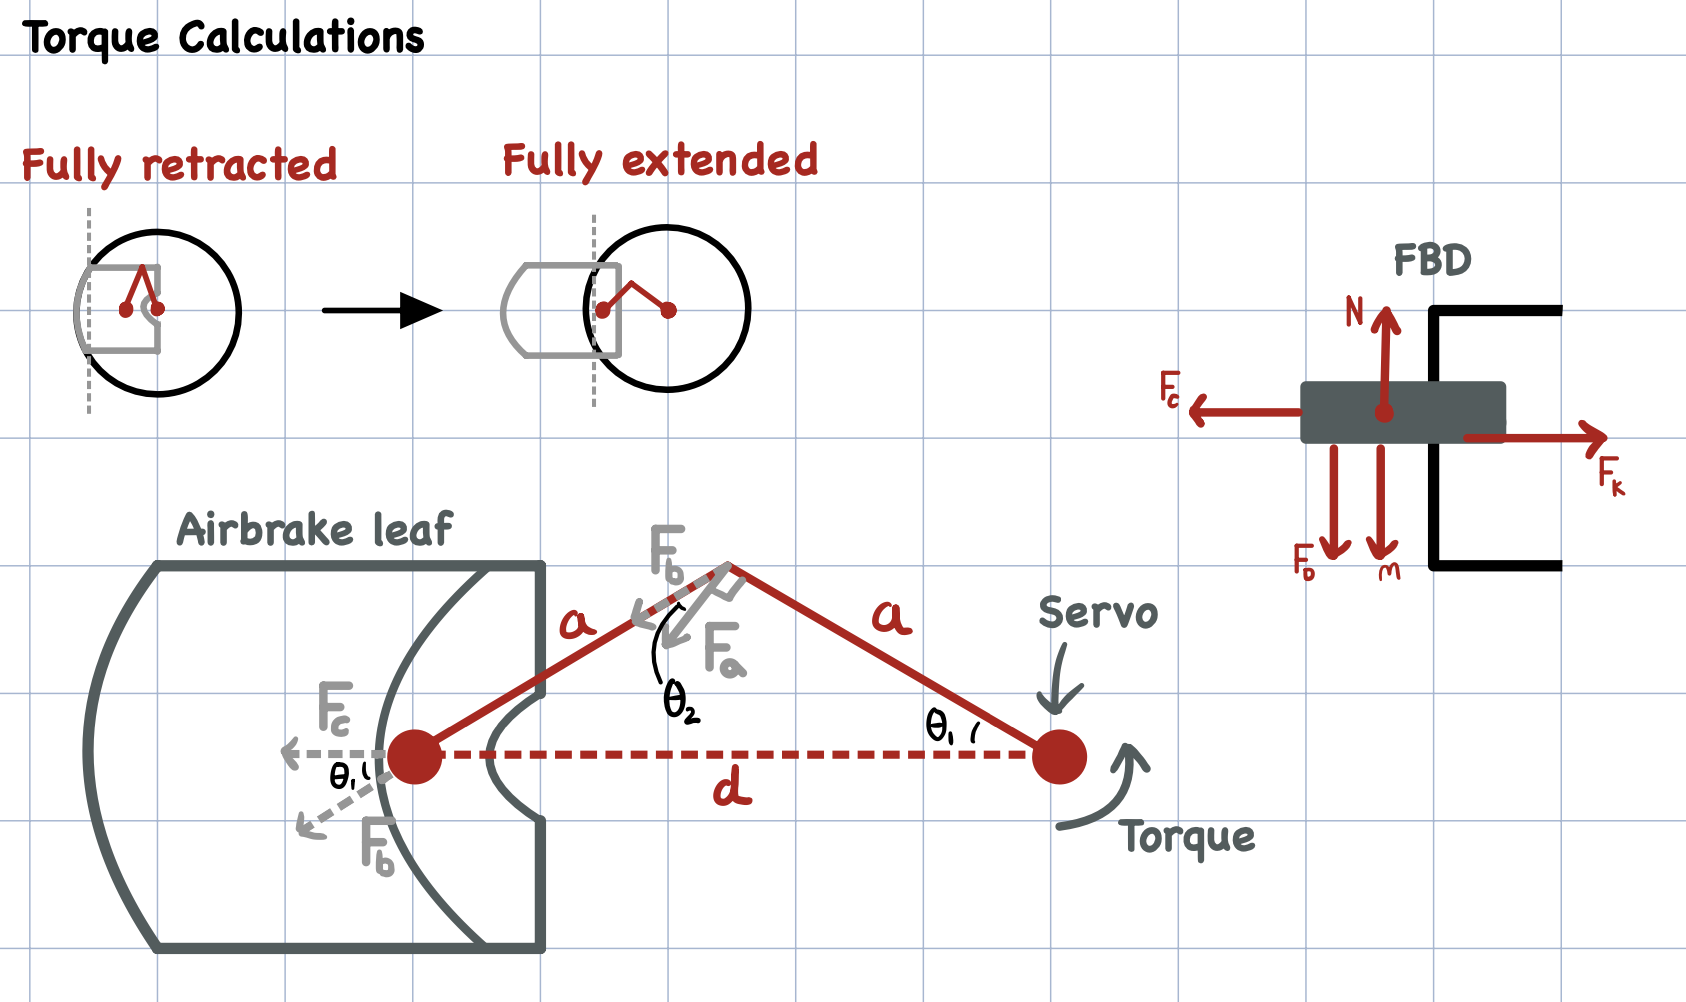 Torque Calculations
Fully retracted
Fully extended
FBD
N
Fc
Fk
FD
m
Airbrake leaf
Fb
a
Fa
θ2
a
Servo
θ1
Fc
θ1
d
Fb
Torque